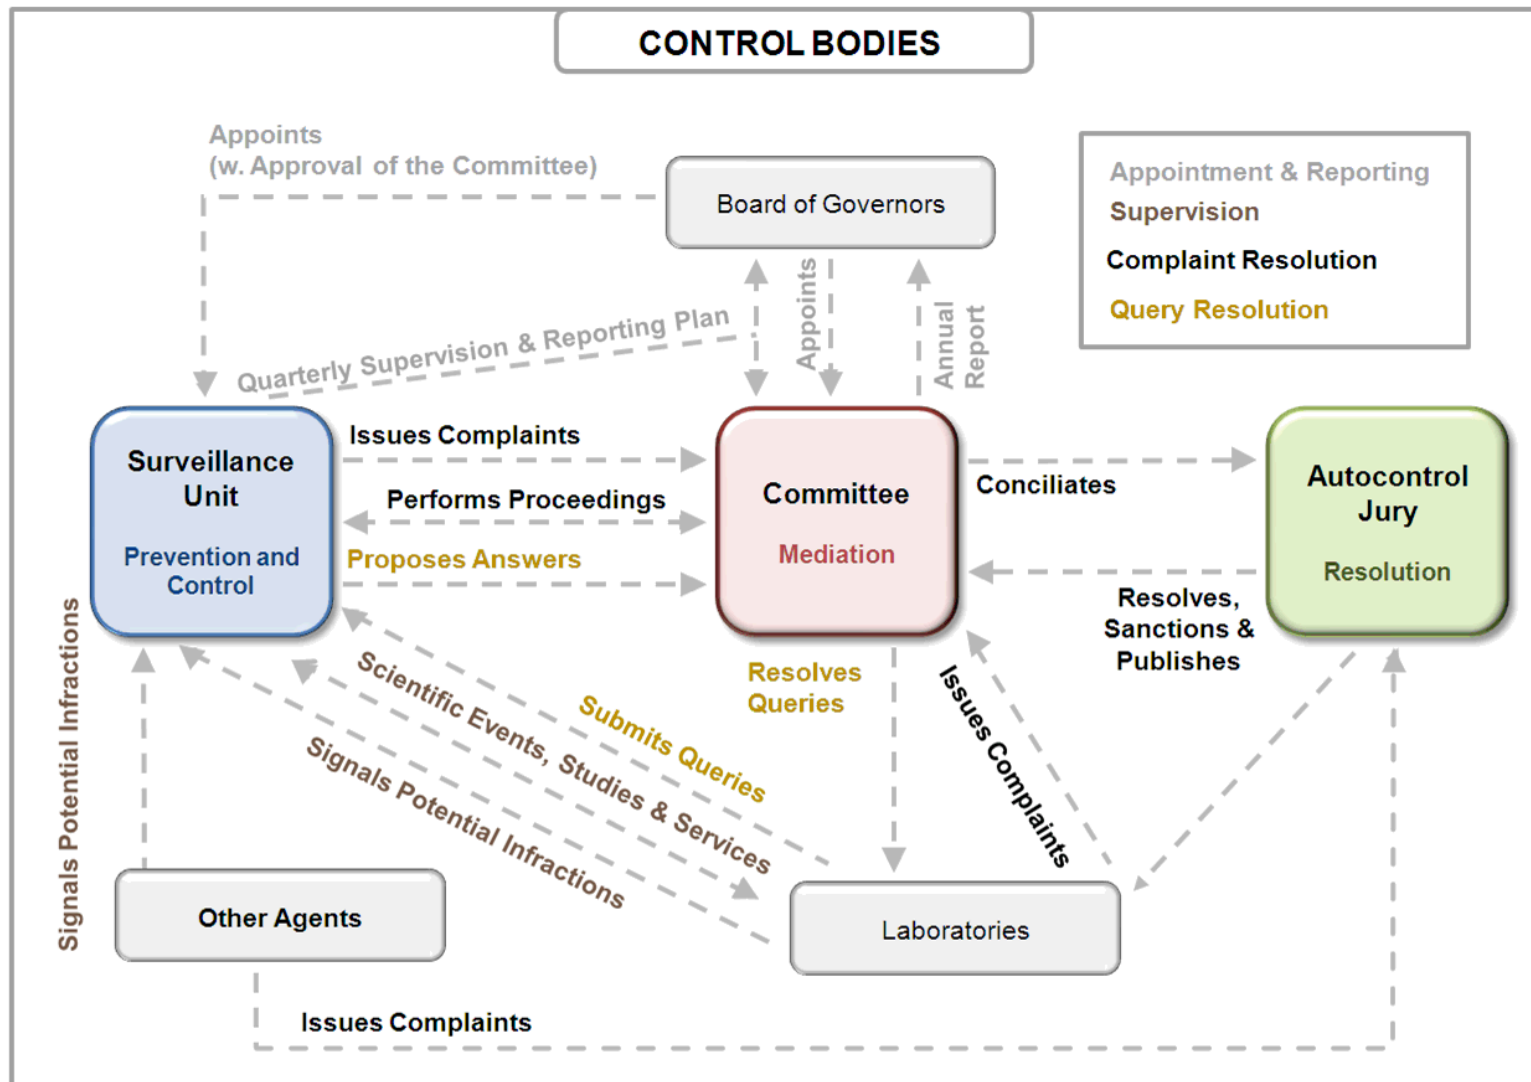 CONTROL BODIES
Appoints
(w. Approval of the Committee)
Board of Governors
Appointment & Reporting
Supervision
Complaint Resolution
Query Resolution
Quarterly Supervision & Reporting Plan
Appoints
Annual
Report
Surveillance
Unit
Prevention and
Control
Issues Complaints
Performs Proceedings
Proposes Answers
Committee
Mediation
Conciliates
Autocontrol
Jury
Resolution
Resolves,
Sanctions &
Publishes
Signals Potential Infractions
Scientific Events, Studies & Services
Submits Queries
Signals Potential Infractions
Resolves
Queries
Issues Complaints
Other Agents
Laboratories
Issues Complaints